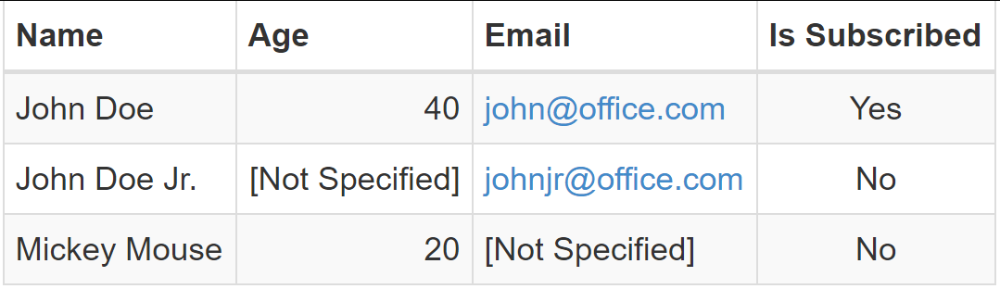 Name Age Email Is Subscribed
John Doe 40 john@office.com Yes
John Doe Jr. [Not Specified] johnjr@office.com No
Mickey Mouse 20 [Not Specified] No